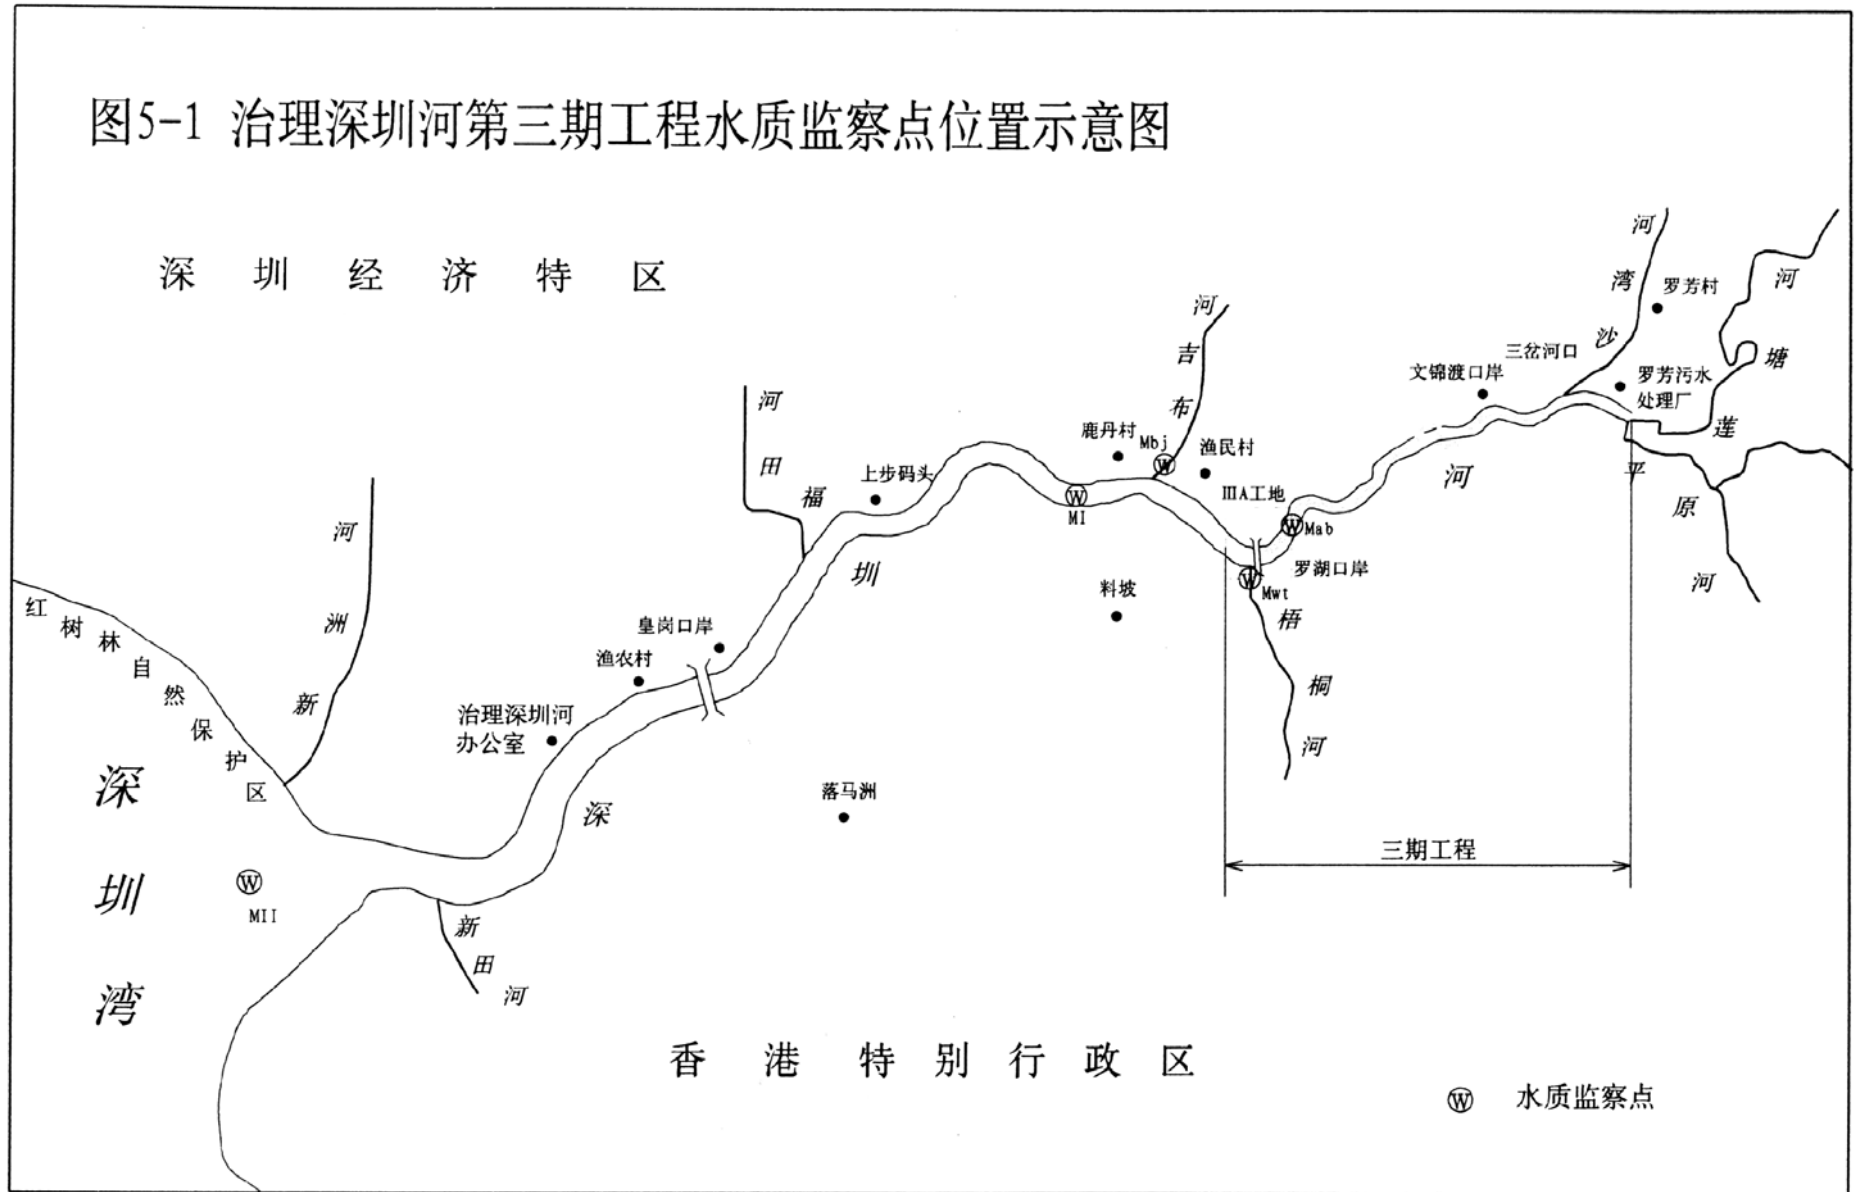 图5-1 治理深圳河第三期工程水质监察点位置示意图
深圳经济特区
河湾沙
罗芳村
河塘莲
河吉布
三岔河口
文锦渡口岸
罗芳污水
处理厂
河田福
鹿丹村
Mbj
渔民村
上步码头
ⅢA工地
MI
Mab
河
平原河
罗湖口岸
Mwt
圳
料坡
梧桐河
河洲新
红树林自然保护区
皇岗口岸
渔农村
治理深圳河
办公室
深
落马洲
三期工程
深圳湾
MII
新田河
香港特别行政区
W 水质监察点
W
W
W
W
W